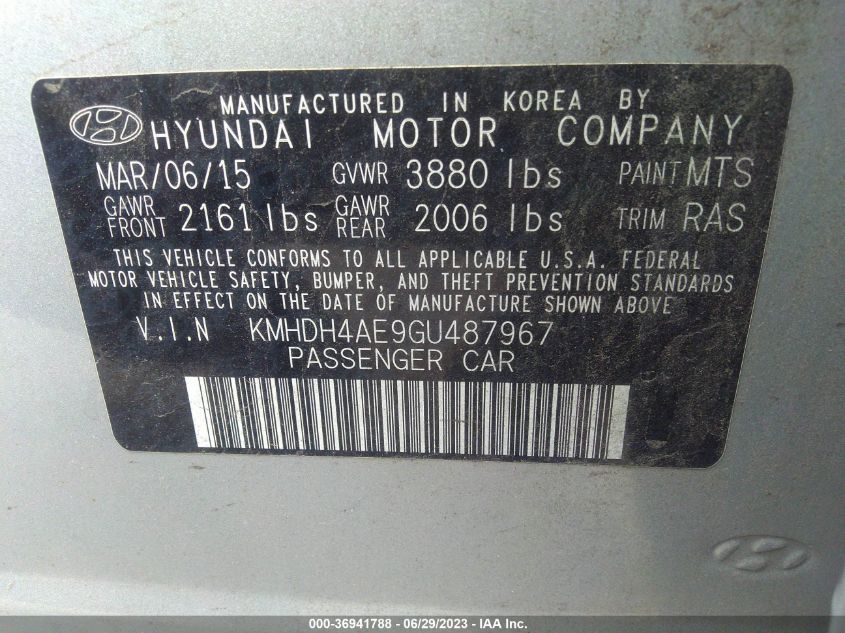 MANUFACTURED IN KOREA BY
HYUNDAI MOTOR COMPANY
MAR/06/15 GVWR 3880 lbs PAINT MTS
GAWR FRONT 2161 lbs GAWR REAR 2006 lbs TRIM RAS
THIS VEHICLE CONFORMS TO ALL APPLICABLE U.S.A. FEDERAL
MOTOR VEHICLE SAFETY, BUMPER, AND THEFT PREVENTION STANDARDS
IN EFFECT ON THE DATE OF MANUFACTURE SHOWN ABOVE
V.I.N KMHDH4AE9GU487967
PASSENGER CAR
000-36941788 - 06/29/2023 - WWW.IAAI.COM